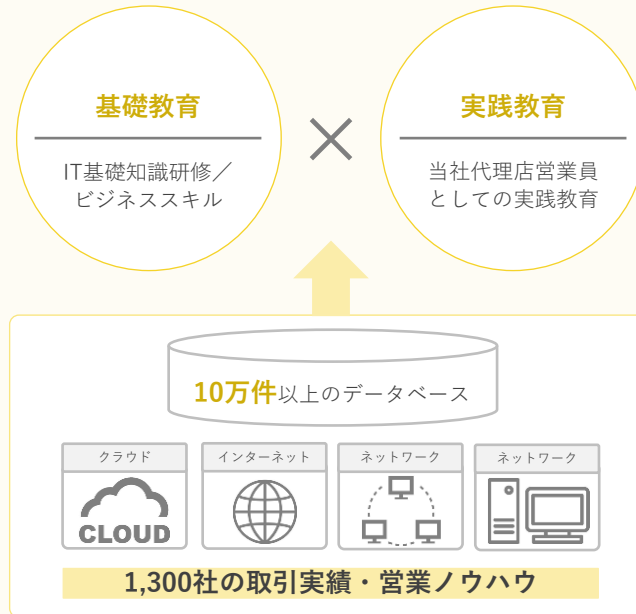 基礎教育
IT基礎知識研修／
ビジネススキル
実践教育
当社代理店営業員
としての実践教育
10万件以上のデータベース
クラウド
CLOUD
インターネット
ネットワーク
ネットワーク
1,300社の取引実績・営業ノウハウ